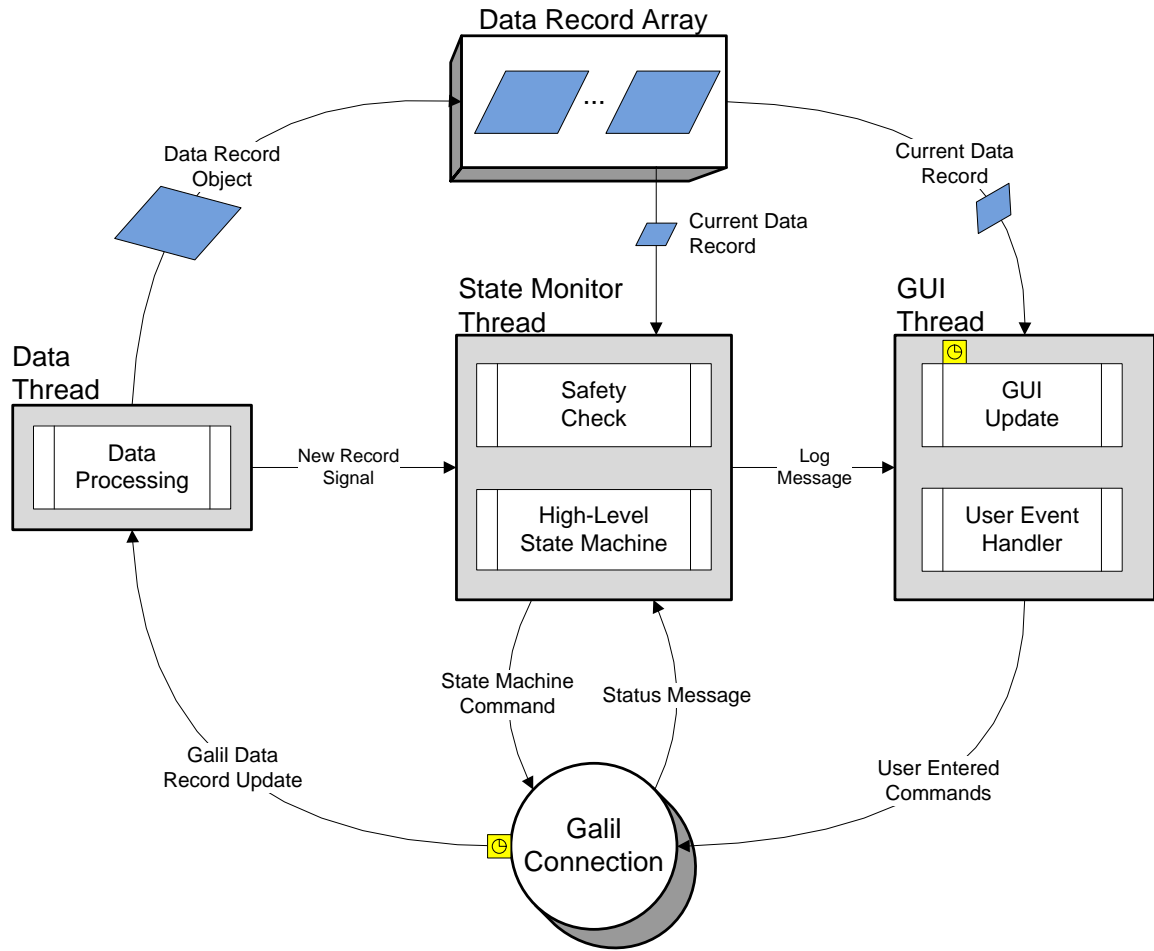 Data Record Array
...
Data Record
Object
Current Data
Record
Current Data
Record
State Monitor
Thread
GUI
Thread
Data
Thread
Safety
Check
GUI
Update
Data
Processing
New Record
Signal
Log
Message
High-Level
State Machine
User Event
Handler
State Machine
Command
Status Message
Galil Data
Record Update
User Entered
Commands
Galil
Connection